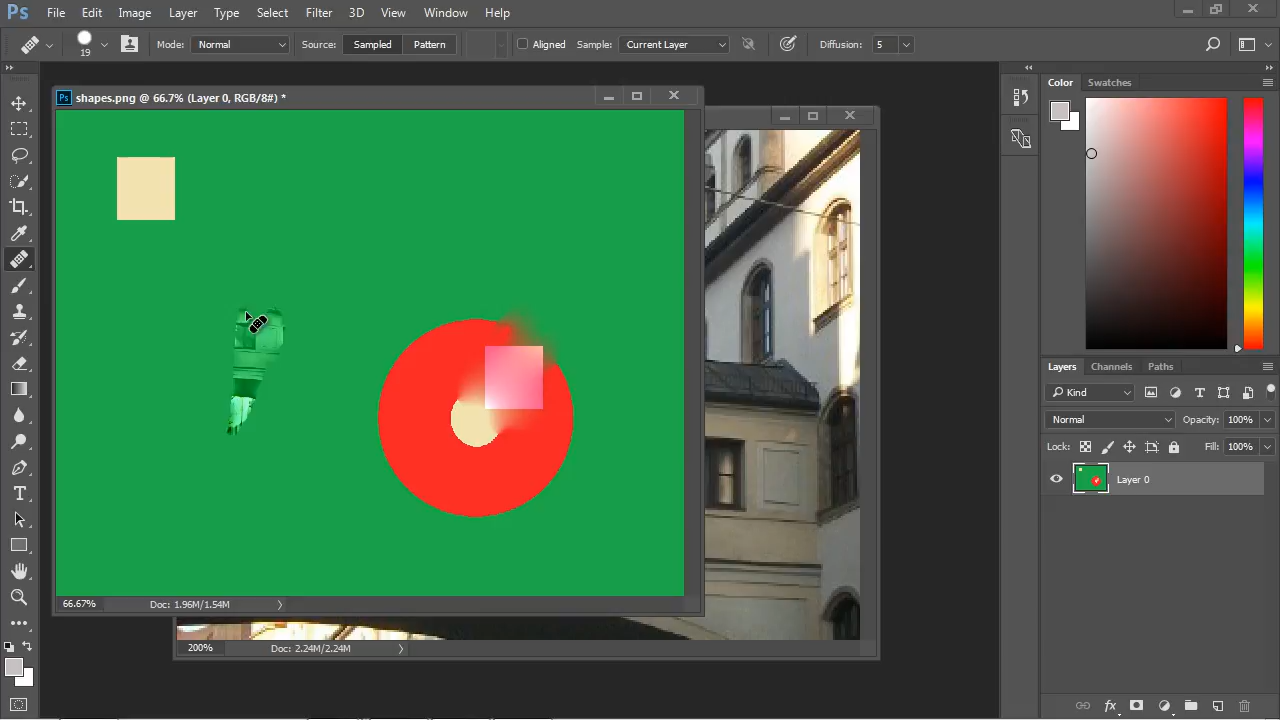 Ps File Edit Image Layer Type Select Filter 3D View Window Help
19 Mode: Normal Source: Sampled Pattern Aligned Sample: Current Layer Diffusion: 5
Ps shapes.png @ 66.7% (Layer 0, RGB/8#) *
Color Swatches
Layers Channels Paths
Kind
Normal Opacity: 100%
Lock: Fill: 100%
Layer 0
66.67% Doc: 1.96M/1.54M
200% Doc: 2.24M/2.24M